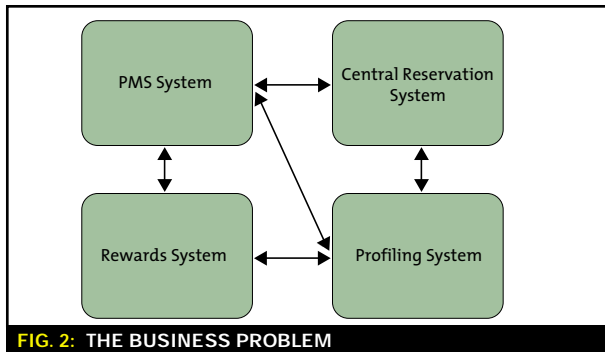 PMS System
Central Reservation
System
Rewards System
Profiling System
FIG. 2: THE BUSINESS PROBLEM